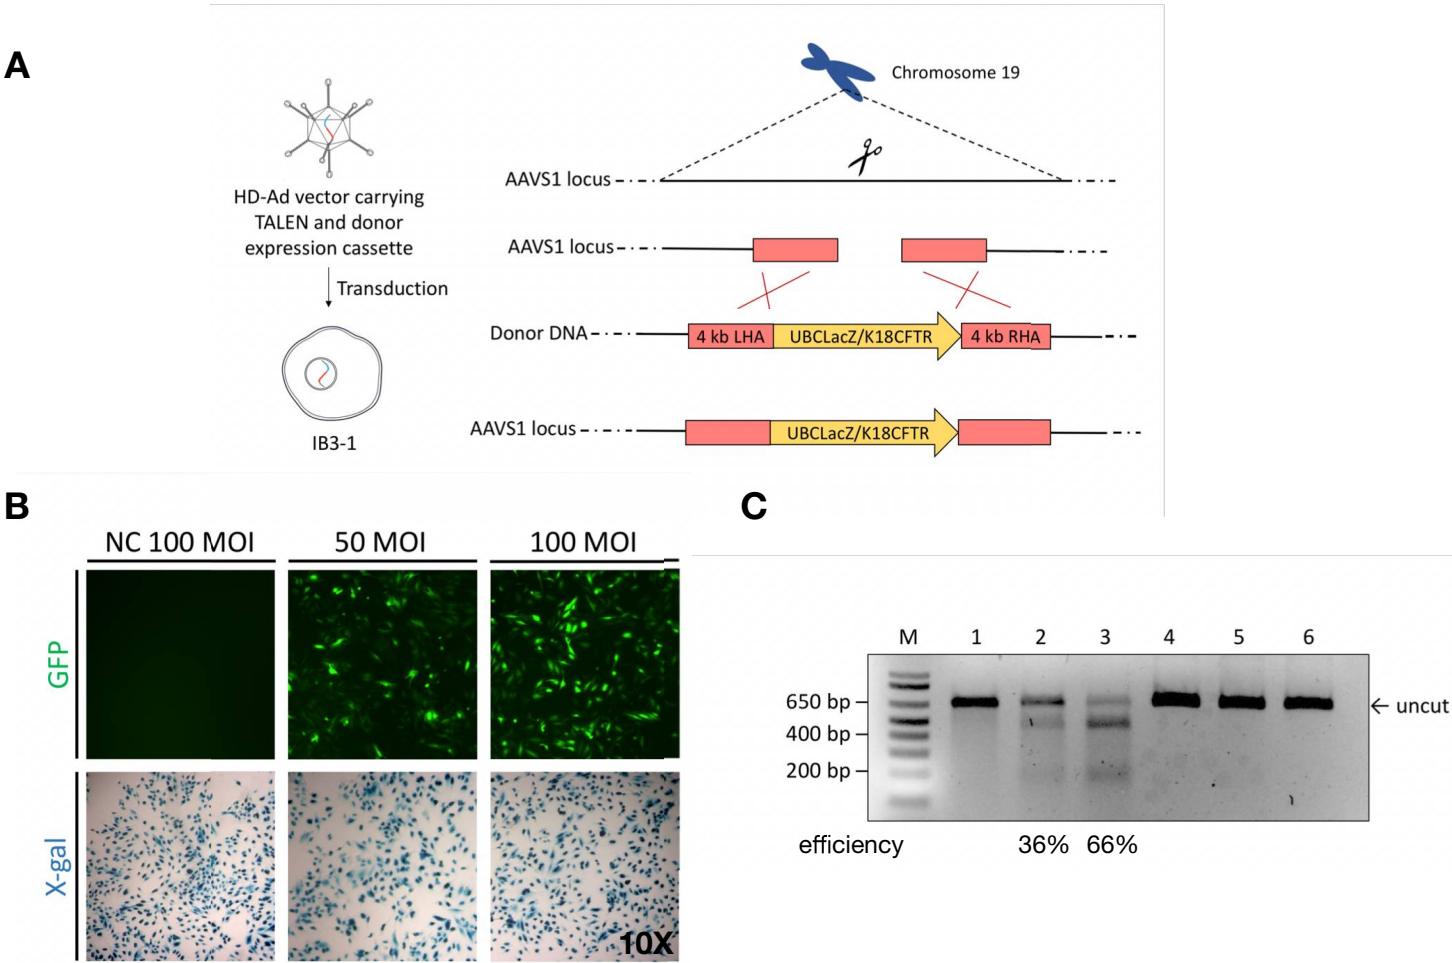 A
Chromosome 19
HD-Ad vector carrying
TALEN and donor
expression cassette
Transduction
IB3-1
AAVS1 locus
AAVS1 locus
Donor DNA
4 kb LHA
UBCLacZ/K18CFTR
4 kb RHA
AAVS1 locus
UBCLacZ/K18CFTR
B
NC 100 MOI
50 MOI
100 MOI
GFP
X-gal
10X
C
M 1 2 3 4 5 6
650 bp
400 bp
200 bp
← uncut
efficiency 36% 66%